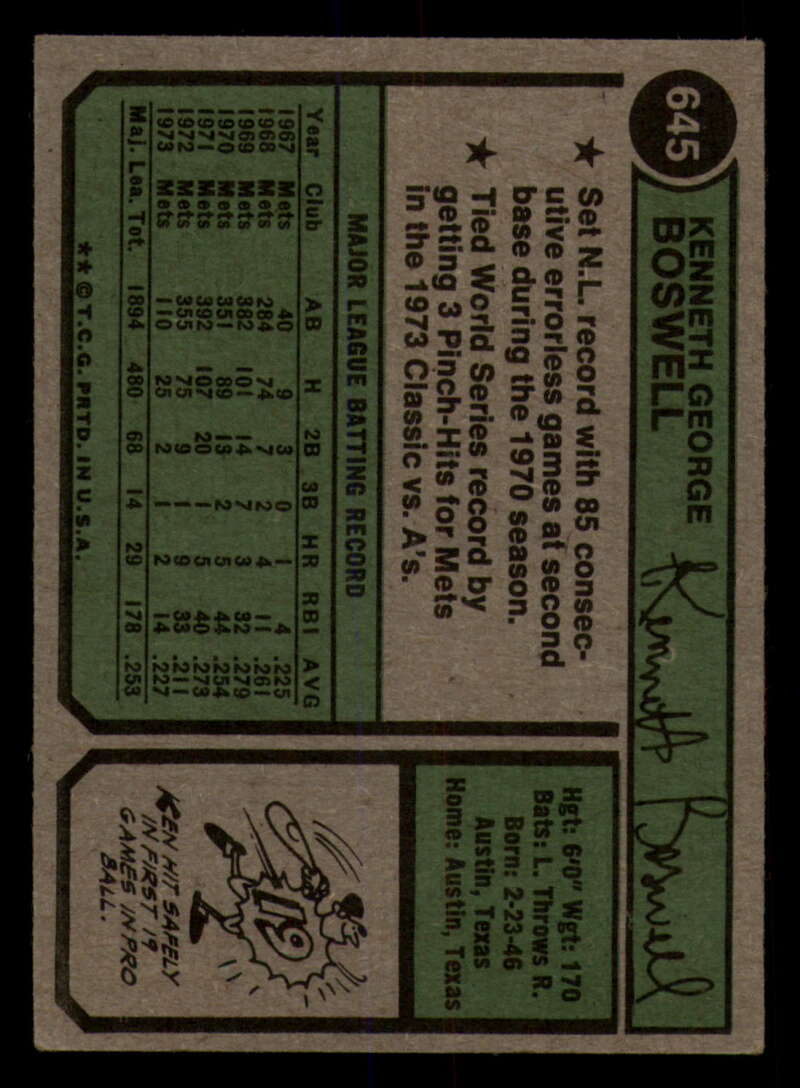 645
KENNETH GEORGE
BOSWELL
Kenneth Boswell
★ Set N.L. record with 85 consec-
utive errorless games at second
base during the 1970 season.
★ Tied World Series record by
getting 3 Pinch-Hits for Mets
in the 1973 Classic vs. A's.
MAJOR LEAGUE BATTING RECORD
Year Club AB H 2B 3B HR RBI AVG
1967 Mets 40 9 3 0 1 4 .225
1968 Mets 284 74 7 2 4 11 .261
1969 Mets 382 101 14 7 3 32 .279
1970 Mets 351 89 13 2 5 44 .254
1971 Mets 392 107 20 1 5 40 .273
1972 Mets 355 75 9 1 9 33 .211
1973 Mets 110 25 2 1 2 14 .227
Maj. Lea. Tot. 1894 480 68 14 29 178 .253
** © T.C.G. PRTD. IN U.S.A.
Hgt: 6'0" Wgt: 170
Bats: L. Throws R.
Born: 2-23-46
Austin, Texas
Home: Austin, Texas
19
KEN HIT SAFELY
IN FIRST 19
GAMES IN PRO
BALL.